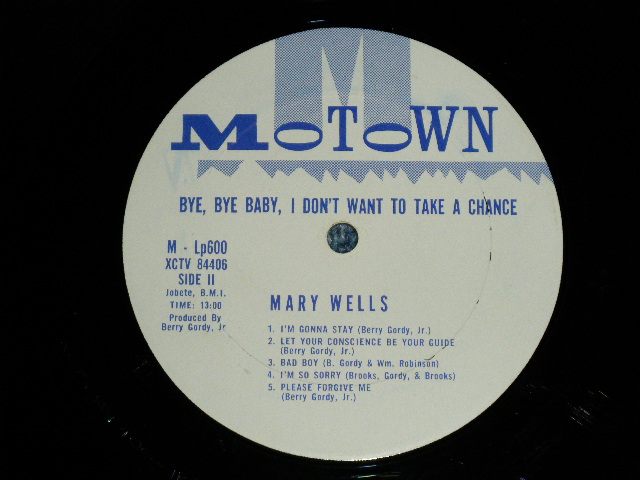 MOTOWN
BYE, BYE BABY, I DON'T WANT TO TAKE A CHANCE
M - Lp600
XCTV 84406
SIDE II
Jobete, B.M.I.
TIME: 13:00
Produced By
Berry Gordy, Jr
MARY WELLS
1. I'M GONNA STAY (Berry Gordy, Jr.)
2. LET YOUR CONSCIENCE BE YOUR GUIDE
(Berry Gordy, Jr.)
3. BAD BOY (B. Gordy & Wm. Robinson)
4. I'M SO SORRY (Brooks, Gordy, & Brooks)
5. PLEASE FORGIVE ME
(Berry Gordy, Jr.)